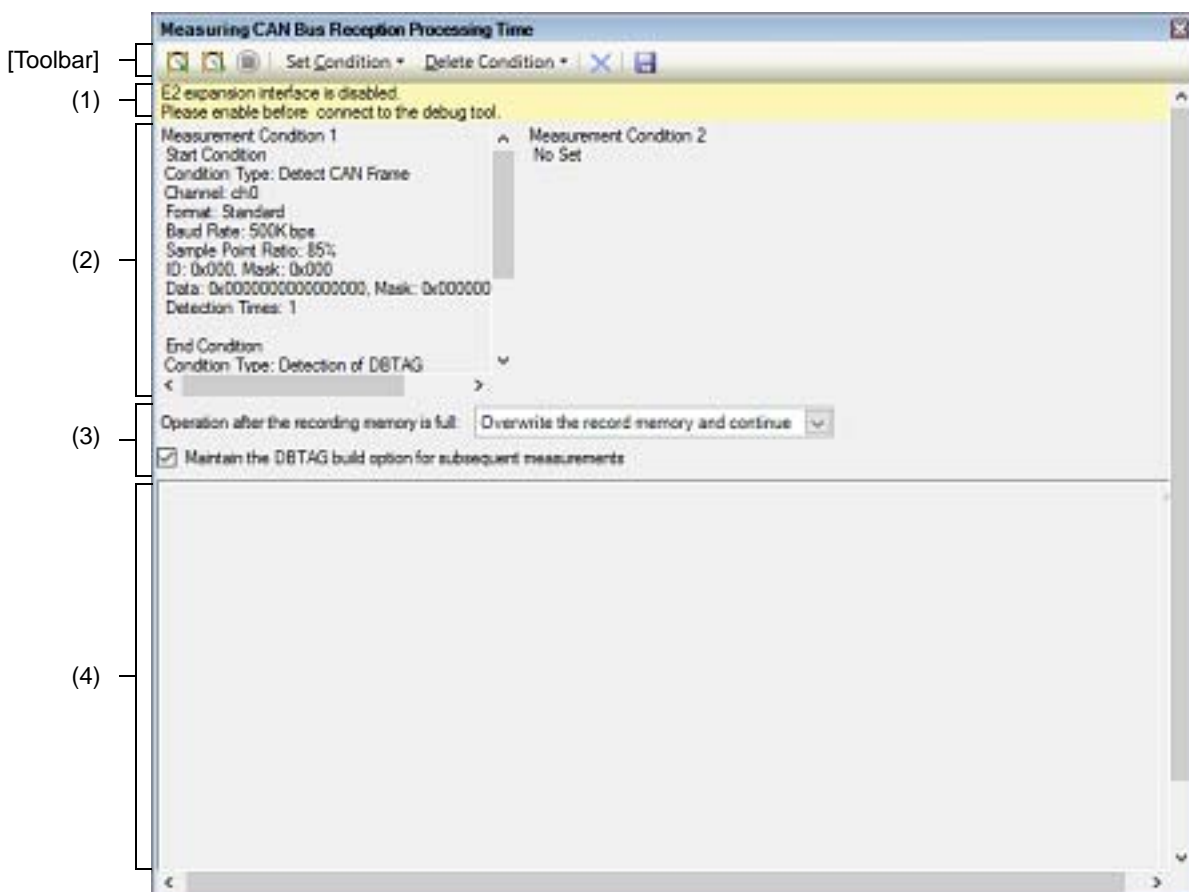 Measuring CAN Bus Reception Processing Time
[Toolbar]
Set Condition Delete Condition
(1)
E2 expansion interface is disabled.
Please enable before connect to the debug tool.
(2)
Measurement Condition 1
Start Condition
Condition Type: Detect CAN Frame
Channel: ch0
Format: Standard
Baud Rate: 500Kbps
Sample Point Ratio: 85%
ID: 0x000, Mask: 0x000
Data: 0x0000000000000000, Mask: 0x000000
Detection Times: 1
End Condition
Condition Type: Detection of DBTAG
Measurement Condition 2
No Set
(3)
Operation after the recording memory is full: Overwrite the record memory and continue
Maintain the DBTAG build option for subsequent measurements
(4)